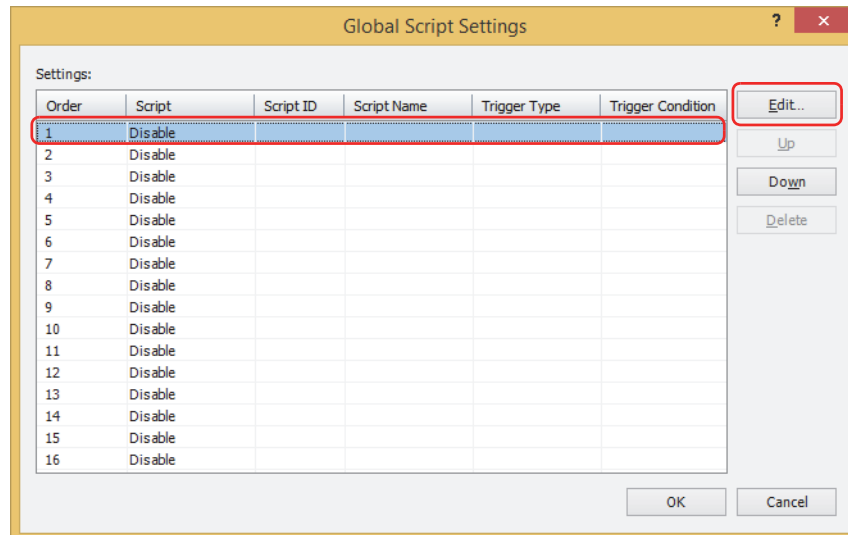 Global Script Settings
? ×
Settings:
Order Script Script ID Script Name Trigger Type Trigger Condition
Edit...
1 Disable
Up
2 Disable
3 Disable
Down
4 Disable
5 Disable
Delete
6 Disable
7 Disable
8 Disable
9 Disable
10 Disable
11 Disable
12 Disable
13 Disable
14 Disable
15 Disable
16 Disable
OK Cancel